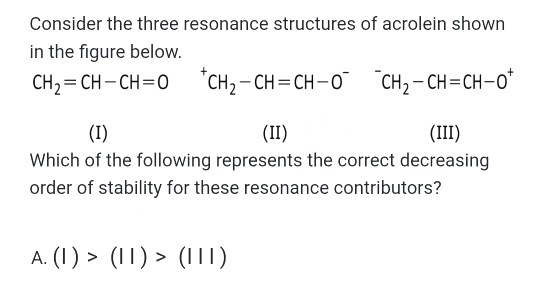 Consider the three resonance structures of acrolein shown
in the figure below.
CH₂=CH−CH=O ⁺CH₂−CH=CH−O⁻ ⁻CH₂−CH=CH−O⁺
(I) (II) (III)
Which of the following represents the correct decreasing
order of stability for these resonance contributors?
A. (I) > (II) > (III)